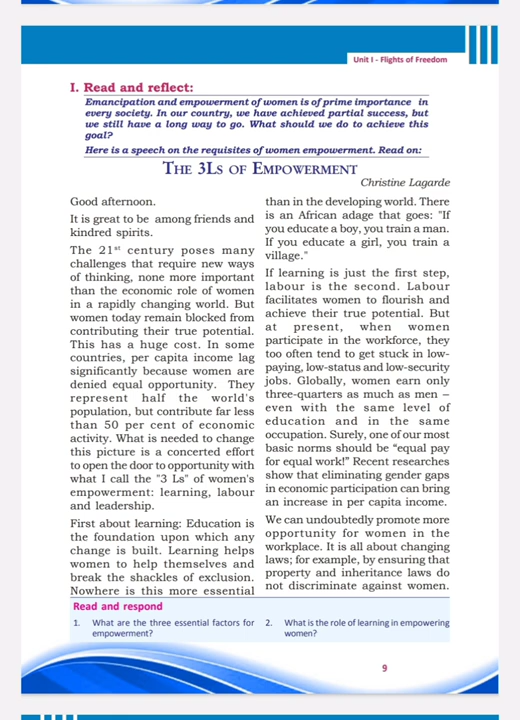 Unit I - Flights of Freedom
I. Read and reflect:
Emancipation and empowerment of women is of prime importance in
every society. In our country, we have achieved partial success, but
we still have a long way to go. What should we do to achieve this
goal?
Here is a speech on the requisites of women empowerment. Read on:
THE 3LS OF EMPOWERMENT
Christine Lagarde
Good afternoon.
It is great to be among friends and
kindred spirits.
The 21st century poses many
challenges that require new ways
of thinking, none more important
than the economic role of women
in a rapidly changing world. But
women today remain blocked from
contributing their true potential.
This has a huge cost. In some
countries, per capita income lag
significantly because women are
denied equal opportunity. They
represent half the world's
population, but contribute far less
than 50 per cent of economic
activity. What is needed to change
this picture is a concerted effort
to open the door to opportunity with
what I call the "3 Ls" of women's
empowerment: learning, labour
and leadership.
First about learning: Education is
the foundation upon which any
change is built. Learning helps
women to help themselves and
break the shackles of exclusion.
Nowhere is this more essential
than in the developing world. There
is an African adage that goes: "If
you educate a boy, you train a man.
If you educate a girl, you train a
village."
If learning is just the first step,
labour is the second. Labour
facilitates women to flourish and
achieve their true potential. But
at present, when women
participate in the workforce, they
too often tend to get stuck in low-
paying, low-status and low-security
jobs. Globally, women earn only
three-quarters as much as men –
even with the same level of
education and in the same
occupation. Surely, one of our most
basic norms should be “equal pay
for equal work!” Recent researches
show that eliminating gender gaps
in economic participation can bring
an increase in per capita income.
We can undoubtedly promote more
opportunity for women in the
workplace. It is all about changing
laws; for example, by ensuring that
property and inheritance laws do
not discriminate against women.
Read and respond
1. What are the three essential factors for
empowerment?
2. What is the role of learning in empowering
women?
9